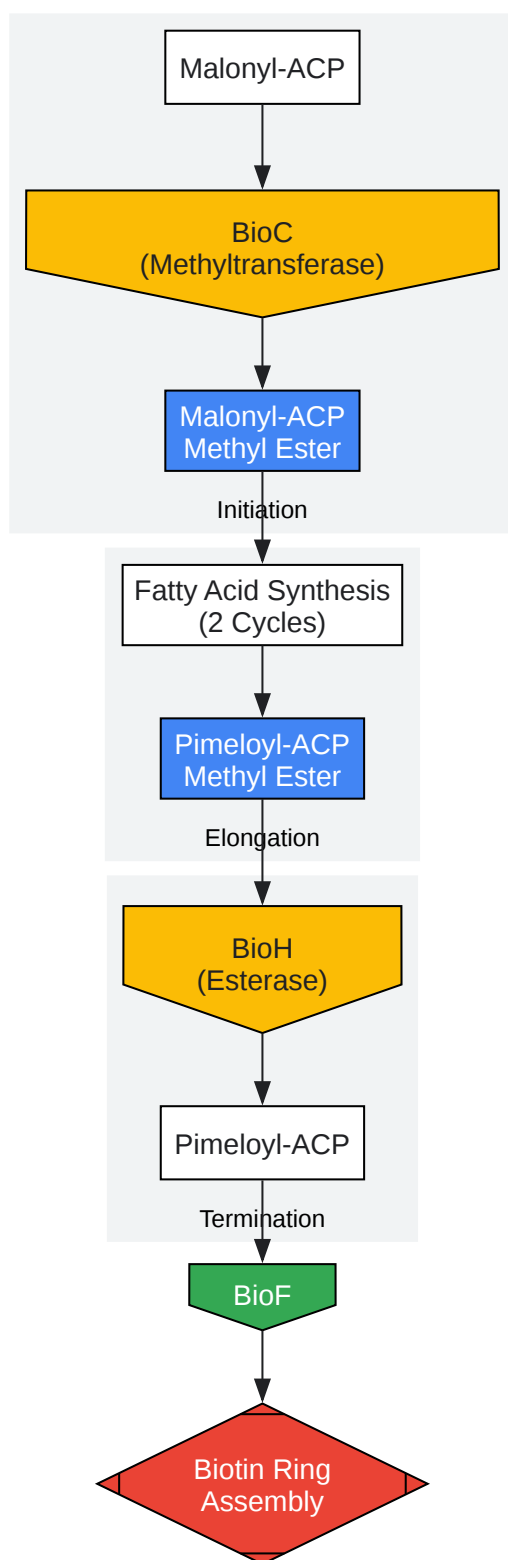 Malonyl-ACP
BioC
(Methyltransferase)
Malonyl-ACP
Methyl Ester
Initiation
Fatty Acid Synthesis
(2 Cycles)
Pimeloyl-ACP
Methyl Ester
Elongation
BioH
(Esterase)
Pimeloyl-ACP
Termination
BioF
Biotin Ring
Assembly